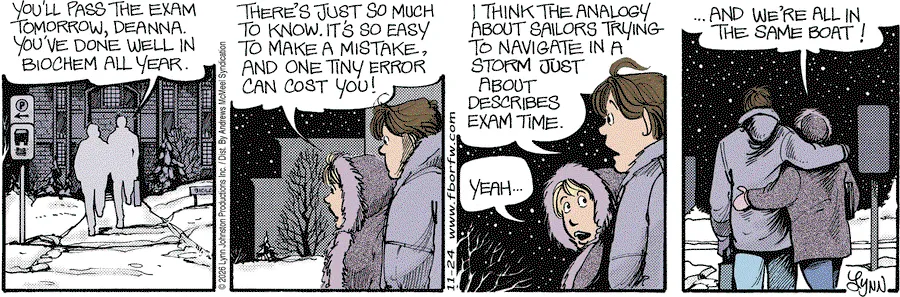 YOU'LL PASS THE EXAM
TOMORROW, DEANNA.
YOU'VE DONE WELL IN
BIOCHEM ALL YEAR.
P
© 2026 Lynn Johnston Productions Inc. / Dist. By Andrews McMeel Syndication
THERE'S JUST SO MUCH
TO KNOW. IT'S SO EASY
TO MAKE A MISTAKE,
AND ONE TINY ERROR
CAN COST YOU!
11-24 www.fborfw.com
I THINK THE ANALOGY
ABOUT SAILORS TRYING
TO NAVIGATE IN A
STORM JUST
ABOUT
DESCRIBES
EXAM TIME.
YEAH...
...AND WE'RE ALL IN
THE SAME BOAT!
LYNN